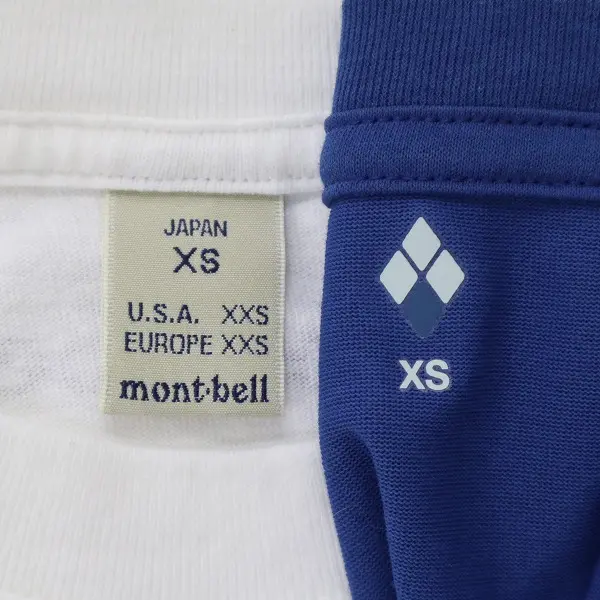 JAPAN
XS
U.S.A. XXS
EUROPE XXS
mont·bell
XS